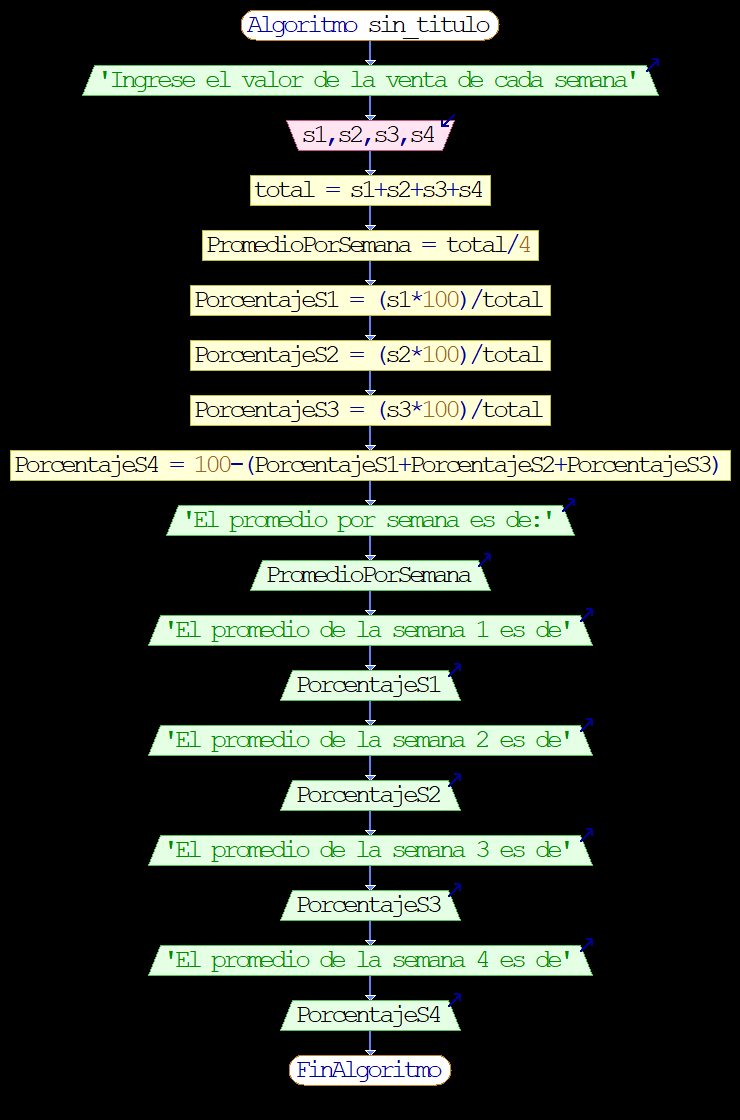 Algoritmo sin_titulo
'Ingrese el valor de la venta de cada semana'
s1,s2,s3,s4
total = s1+s2+s3+s4
PromedioPorSemana = total/4
PorcentajeS1 = (s1*100)/total
PorcentajeS2 = (s2*100)/total
PorcentajeS3 = (s3*100)/total
PorcentajeS4 = 100-(PorcentajeS1+PorcentajeS2+PorcentajeS3)
'El promedio por semana es de:'
PromedioPorSemana
'El promedio de la semana 1 es de'
PorcentajeS1
'El promedio de la semana 2 es de'
PorcentajeS2
'El promedio de la semana 3 es de'
PorcentajeS3
'El promedio de la semana 4 es de'
PorcentajeS4
FinAlgoritmo